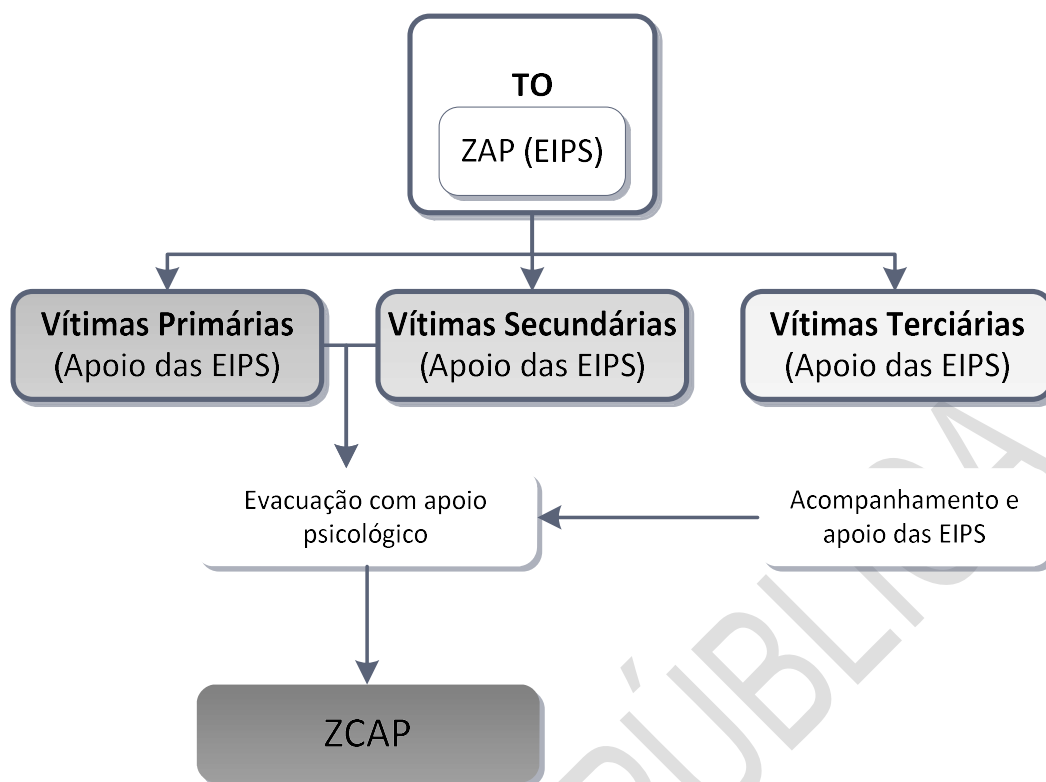 TO
ZAP (EIPS)
Vítimas Primárias
(Apoio das EIPS)
Vítimas Secundárias
(Apoio das EIPS)
Vítimas Terciárias
(Apoio das EIPS)
Evacuação com apoio
psicológico
Acompanhamento e
apoio das EIPS
ZCAP
PÚBLICA